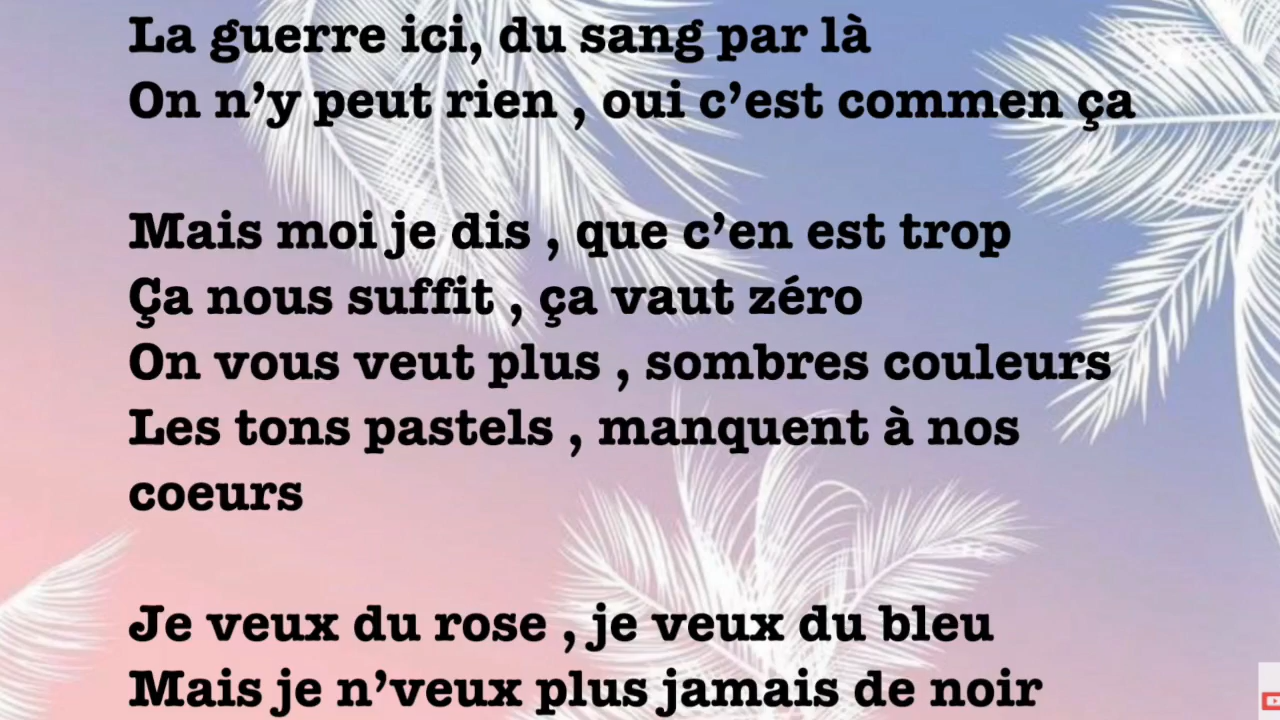 La guerre ici, du sang par là
On n’y peut rien , oui c’est commen ça
Mais moi je dis , que c’en est trop
Ça nous suffit , ça vaut zéro
On vous veut plus , sombres couleurs
Les tons pastels , manquent à nos
coeurs
Je veux du rose , je veux du bleu
Mais je n’veux plus jamais de noir